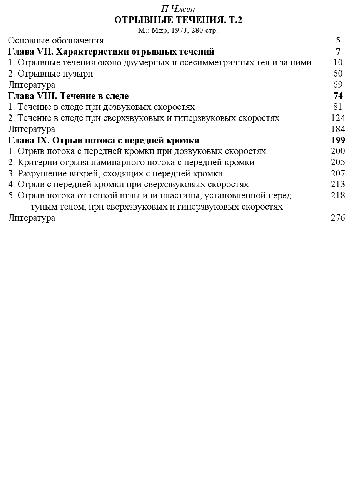 П Чжен
ОТРЫВНЫЕ ТЕЧЕНИЯ. Т.2
М.: Мир, 1973, 280 стр.
Основные обозначения 5
Глава VII. Характеристики отрывных течений 7
1 Отрывные течения около двумерных и осесимметричных тел и за ними 10
2 Отрывные пузыри 50
Литература 69
Глава VIII. Течение в следе 74
1 Течение в следе при дозвуковых скоростях 81
2 Течение в следе при сверхзвуковых и гиперзвуковых скоростях 124
Литература 184
Глава IX. Отрыв потока с передней кромки 199
1 Отрыв потока с передней кромки при дозвуковых скоростях 200
2 Критерии отрыва ламинарного потока с передней кромки 205
3 Разрушение вихрей, сходящих с передней кромки 207
4 Отрыв с передней кромки при сверхзвуковых скоростях 213
5 Отрыв потока от тонкой иглы или пластины, установленной перед 218
тупым телом, при сверхзвуковых и гиперзвуковых скоростях
Литература 276